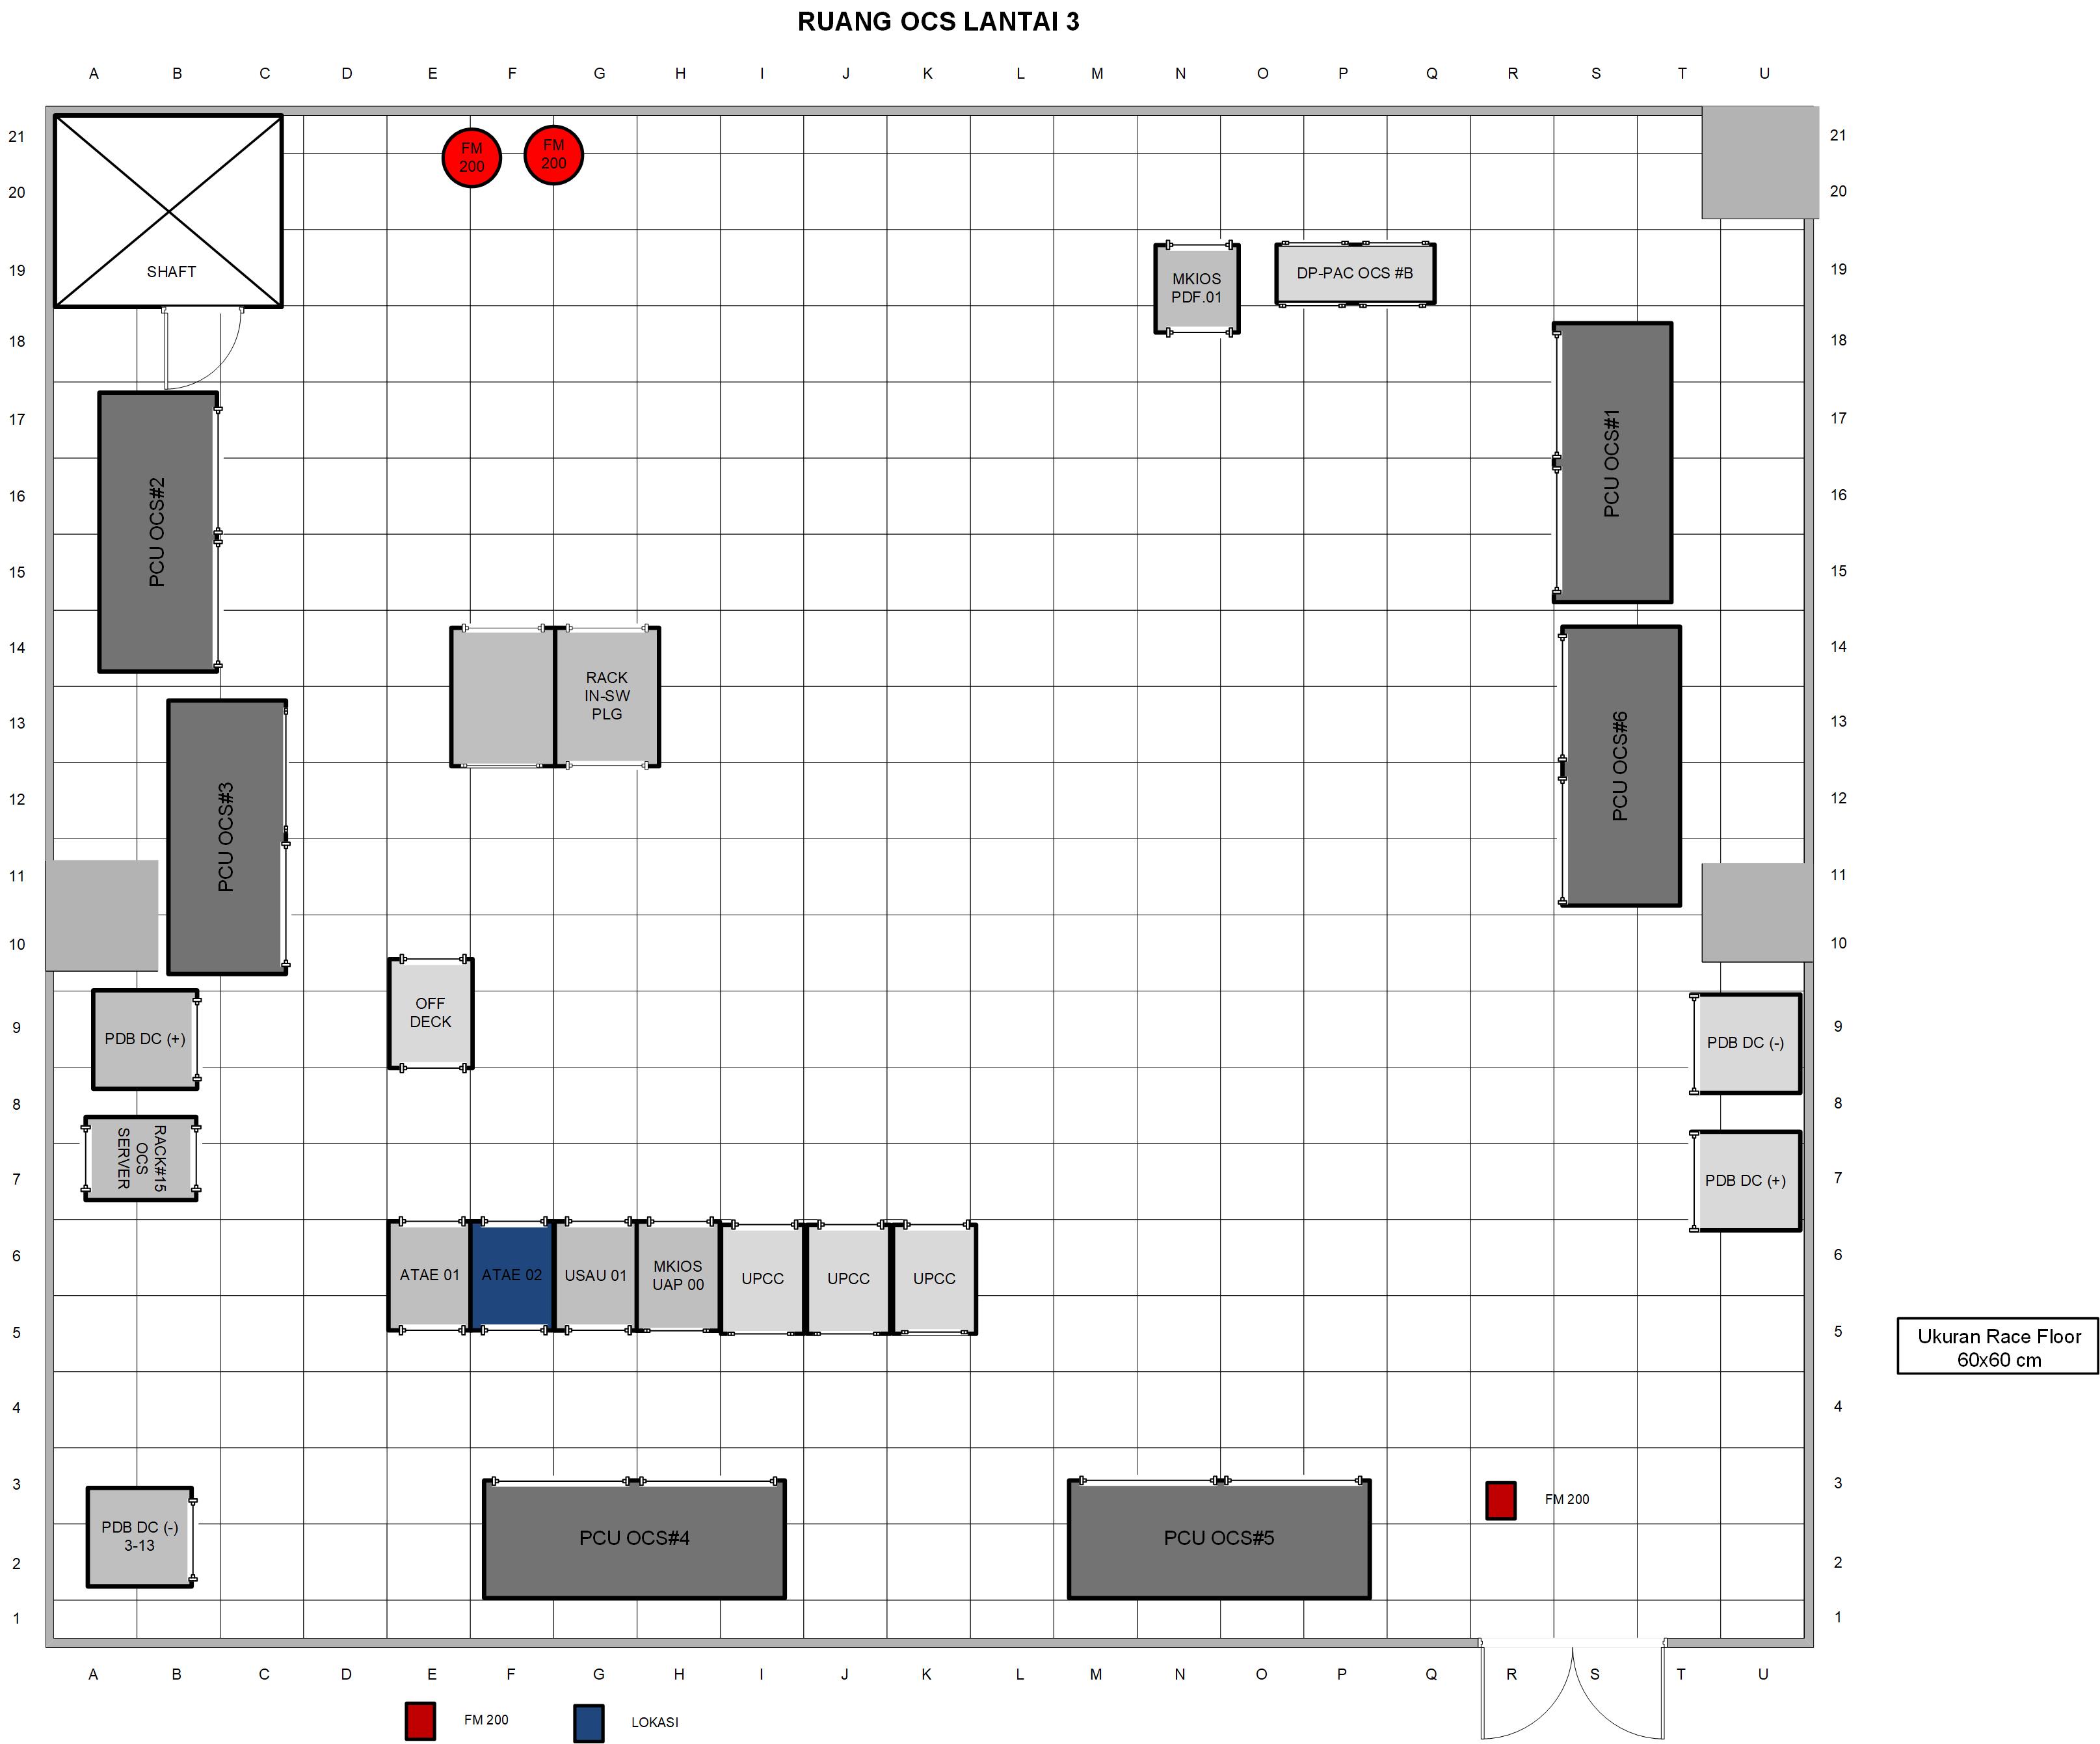 RUANG OCS LANTAI 3
A B C D E F G H I J K L M N O P Q R S T U
21 21
FM
200
FM
200
20 20
19 19
SHAFT
MKIOS
PDF.01
DP-PAC OCS #B
18 18
17 17
PCU OCS#2
PCU OCS#1
16 16
15 15
14 14
RACK
IN-SW
PLG
13 13
PCU OCS#3
PCU OCS#6
12 12
11 11
10 10
OFF
DECK
9 9
PDB DC (+)
PDB DC (-)
8 8
RACK#15
OCS
SERVER
7 7
PDB DC (+)
6 6
ATAE 01
ATAE 02
USAU 01
MKIOS
UAP 00
UPCC
UPCC
UPCC
5 5
Ukuran Race Floor
60x60 cm
4 4
3 3
FM 200
PDB DC (-)
3-13
PCU OCS#4
PCU OCS#5
2 2
1 1
A B C D E F G H I J K L M N O P Q R S T U
FM 200
LOKASI